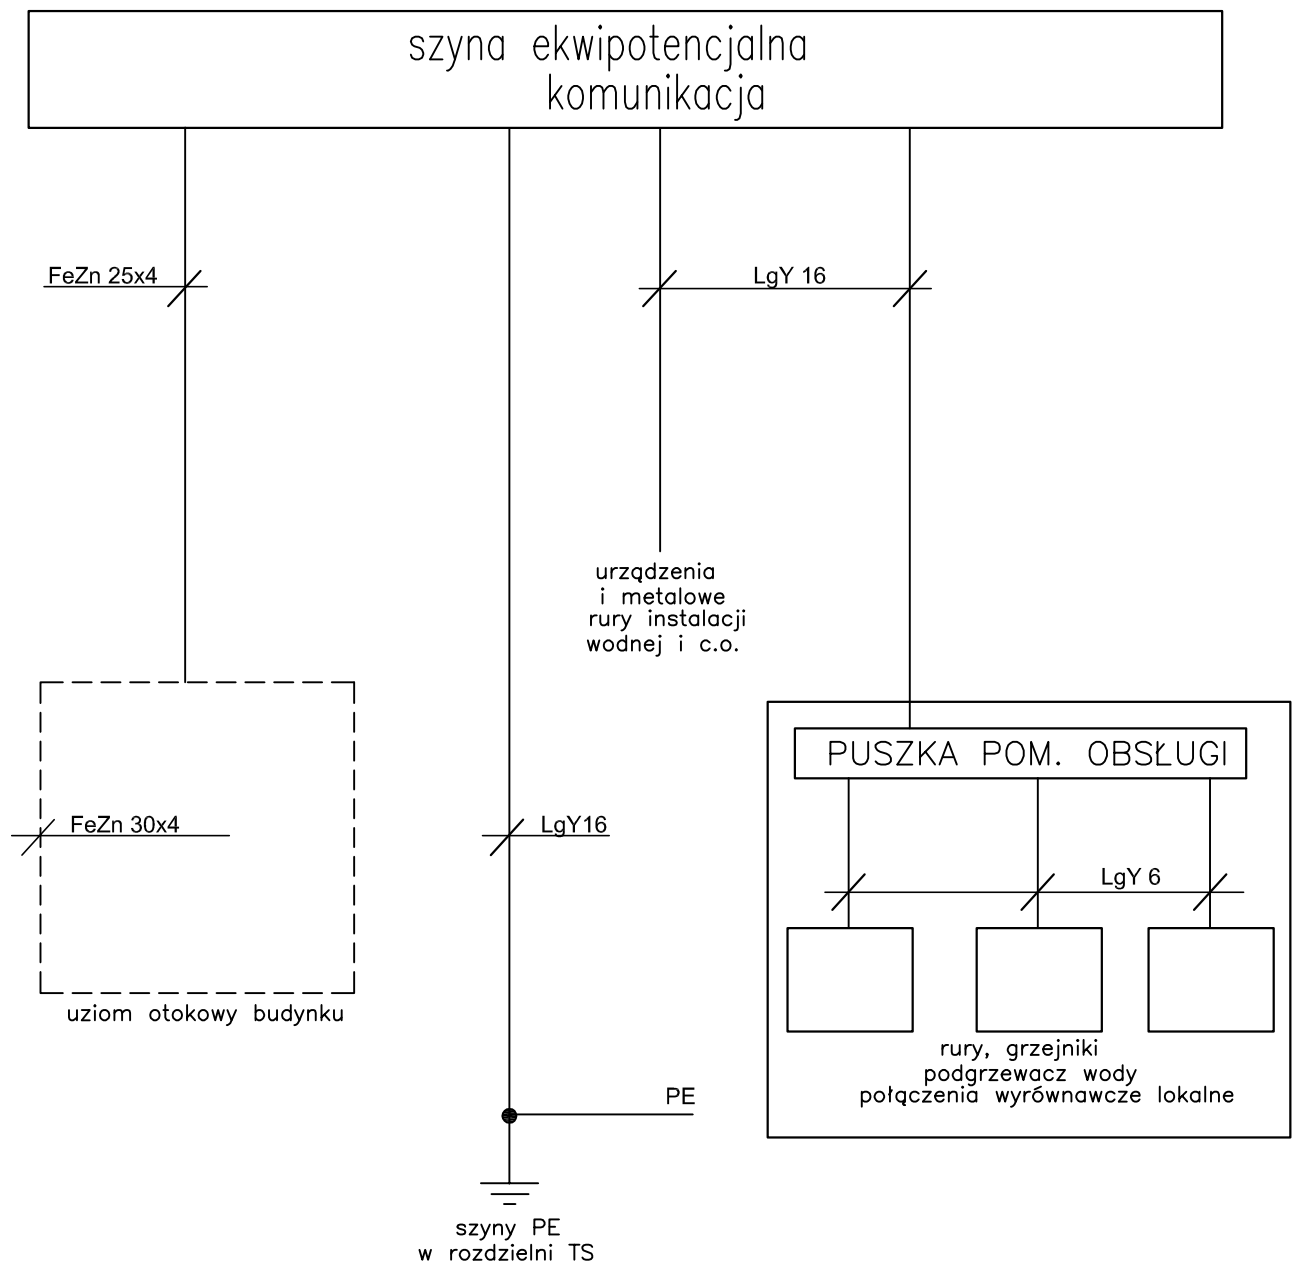 szyna ekwipotencjalna
komunikacja
FeZn 25x4
LgY 16
urządzenia
i metalowe
rury instalacji
wodnej i c.o.
PUSZKA POM. OBSŁUGI
FeZn 30x4
LgY16
LgY 6
uziom otokowy budynku
rury, grzejniki
podgrzewacz wody
połączenia wyrównawcze lokalne
PE
szyny PE
w rozdzielni TS